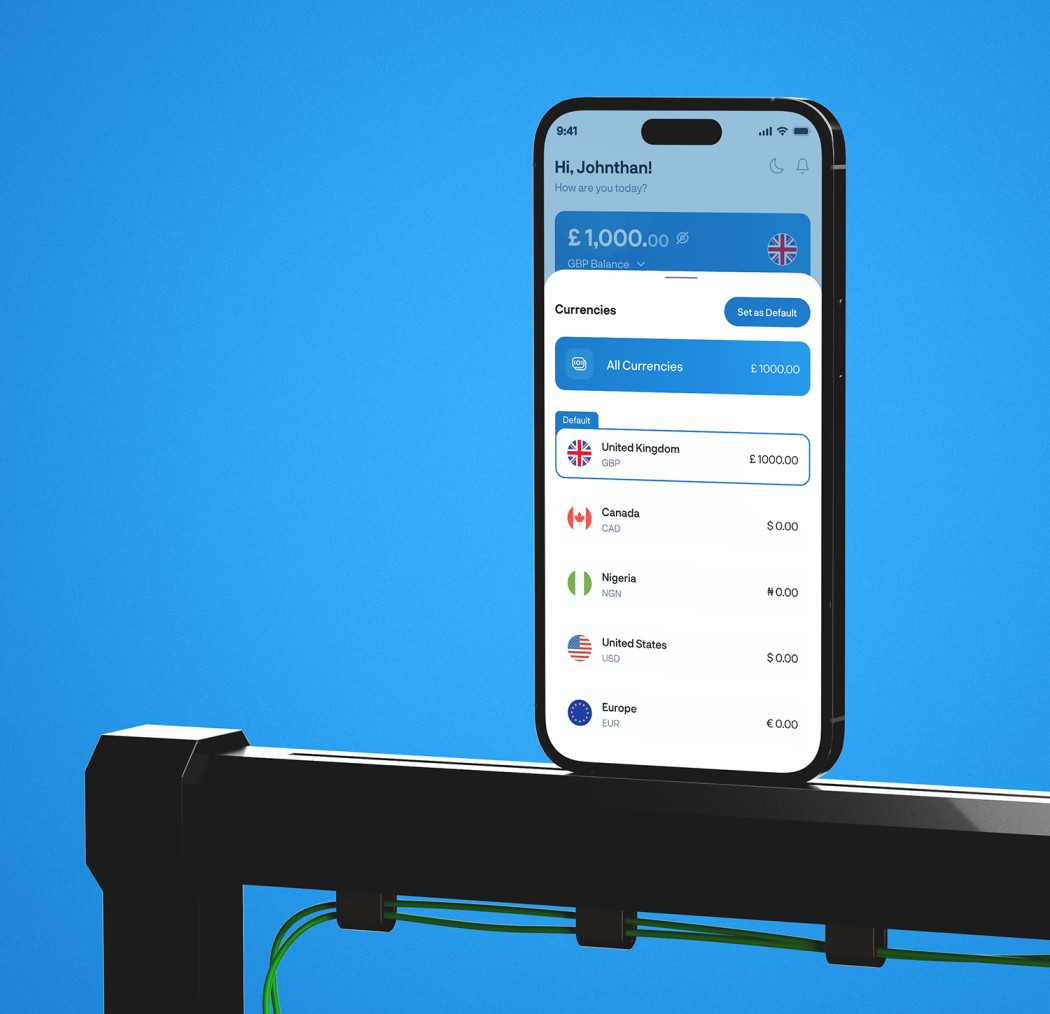 9:41
Hi, Johnthan!
How are you today?
£ 1,000.00
GBP Balance
Currencies
Set as Default
All Currencies
£ 1000.00
Default
United Kingdom
GBP
£ 1000.00
Canada
CAD
$ 0.00
Nigeria
NGN
₦ 0.00
United States
USD
$ 0.00
Europe
EUR
€ 0.00